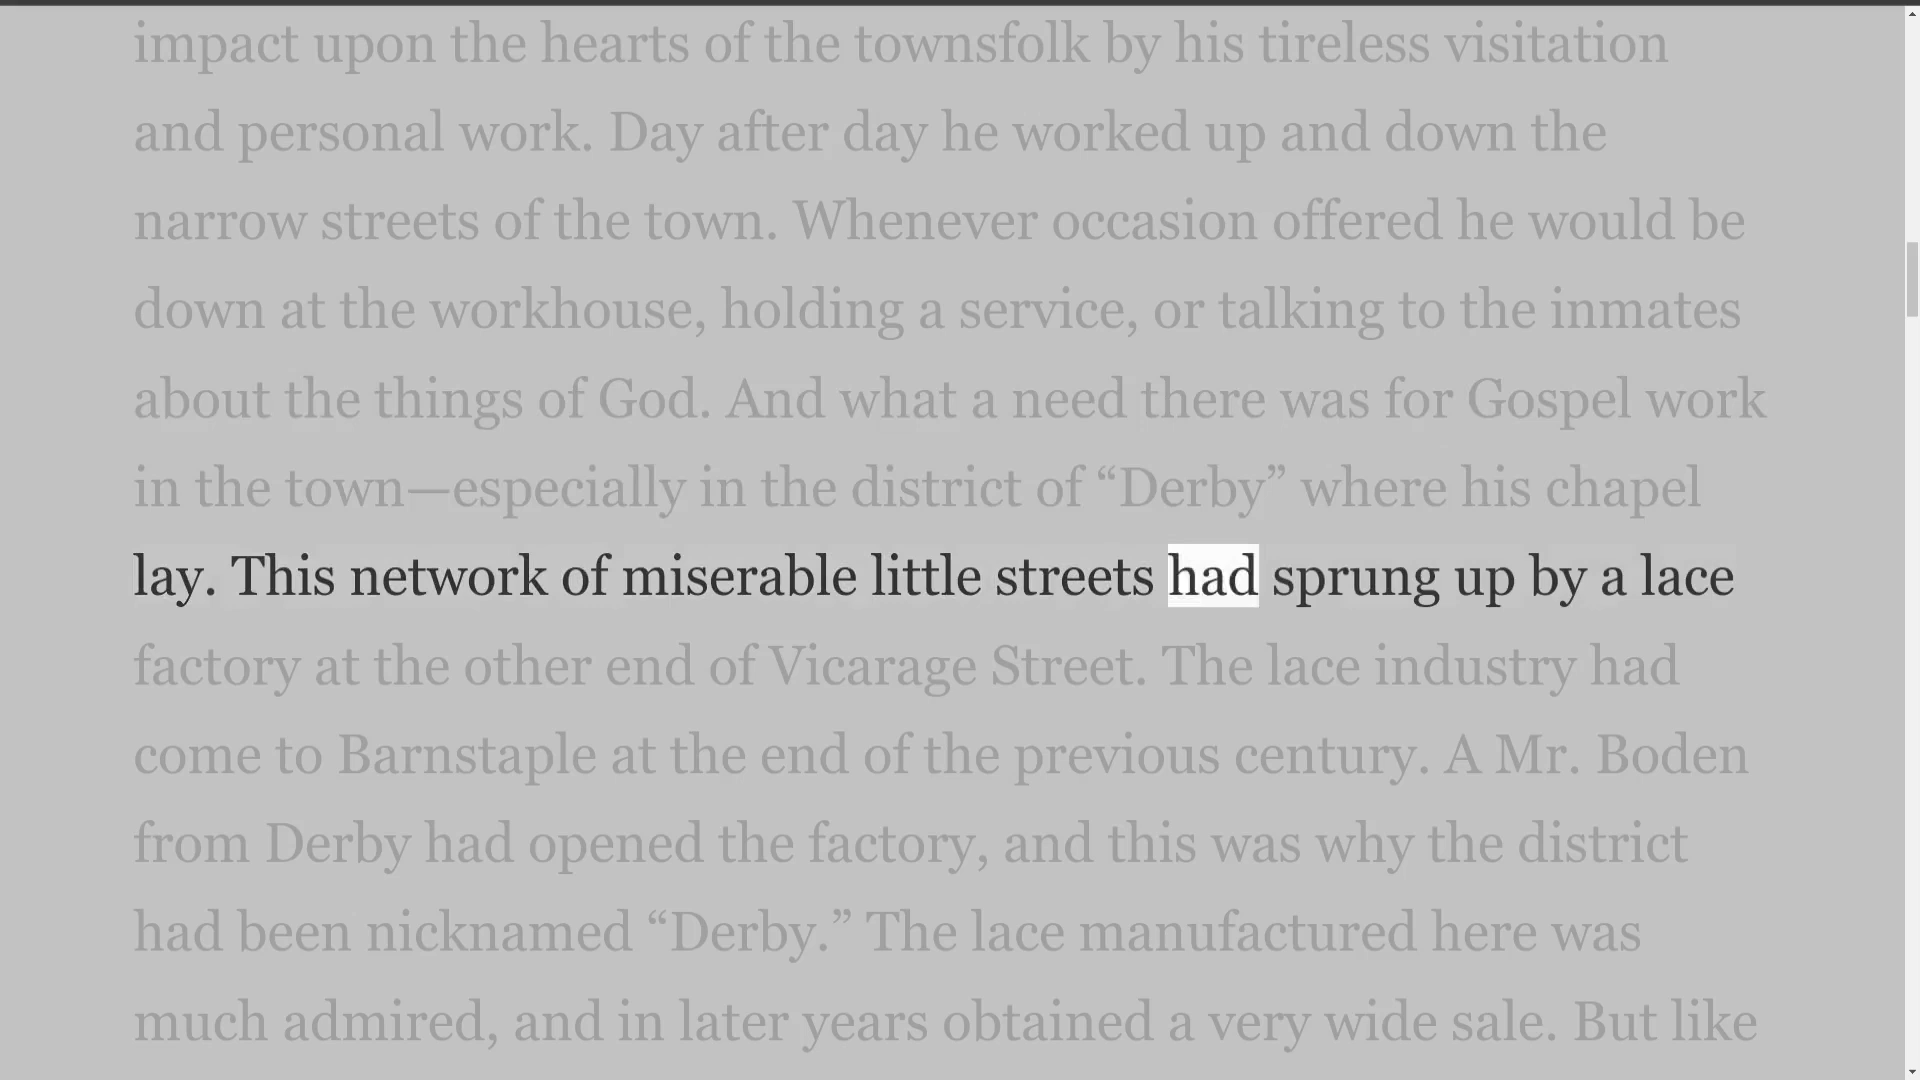 impact upon the hearts of the townsfolk by his tireless visitation
and personal work. Day after day he worked up and down the
narrow streets of the town. Whenever occasion offered he would be
down at the workhouse, holding a service, or talking to the inmates
about the things of God. And what a need there was for Gospel work
in the town—especially in the district of “Derby” where his chapel
lay. This network of miserable little streets had sprung up by a lace
factory at the other end of Vicarage Street. The lace industry had
come to Barnstaple at the end of the previous century. A Mr. Boden
from Derby had opened the factory, and this was why the district
had been nicknamed “Derby.” The lace manufactured here was
much admired, and in later years obtained a very wide sale. But like